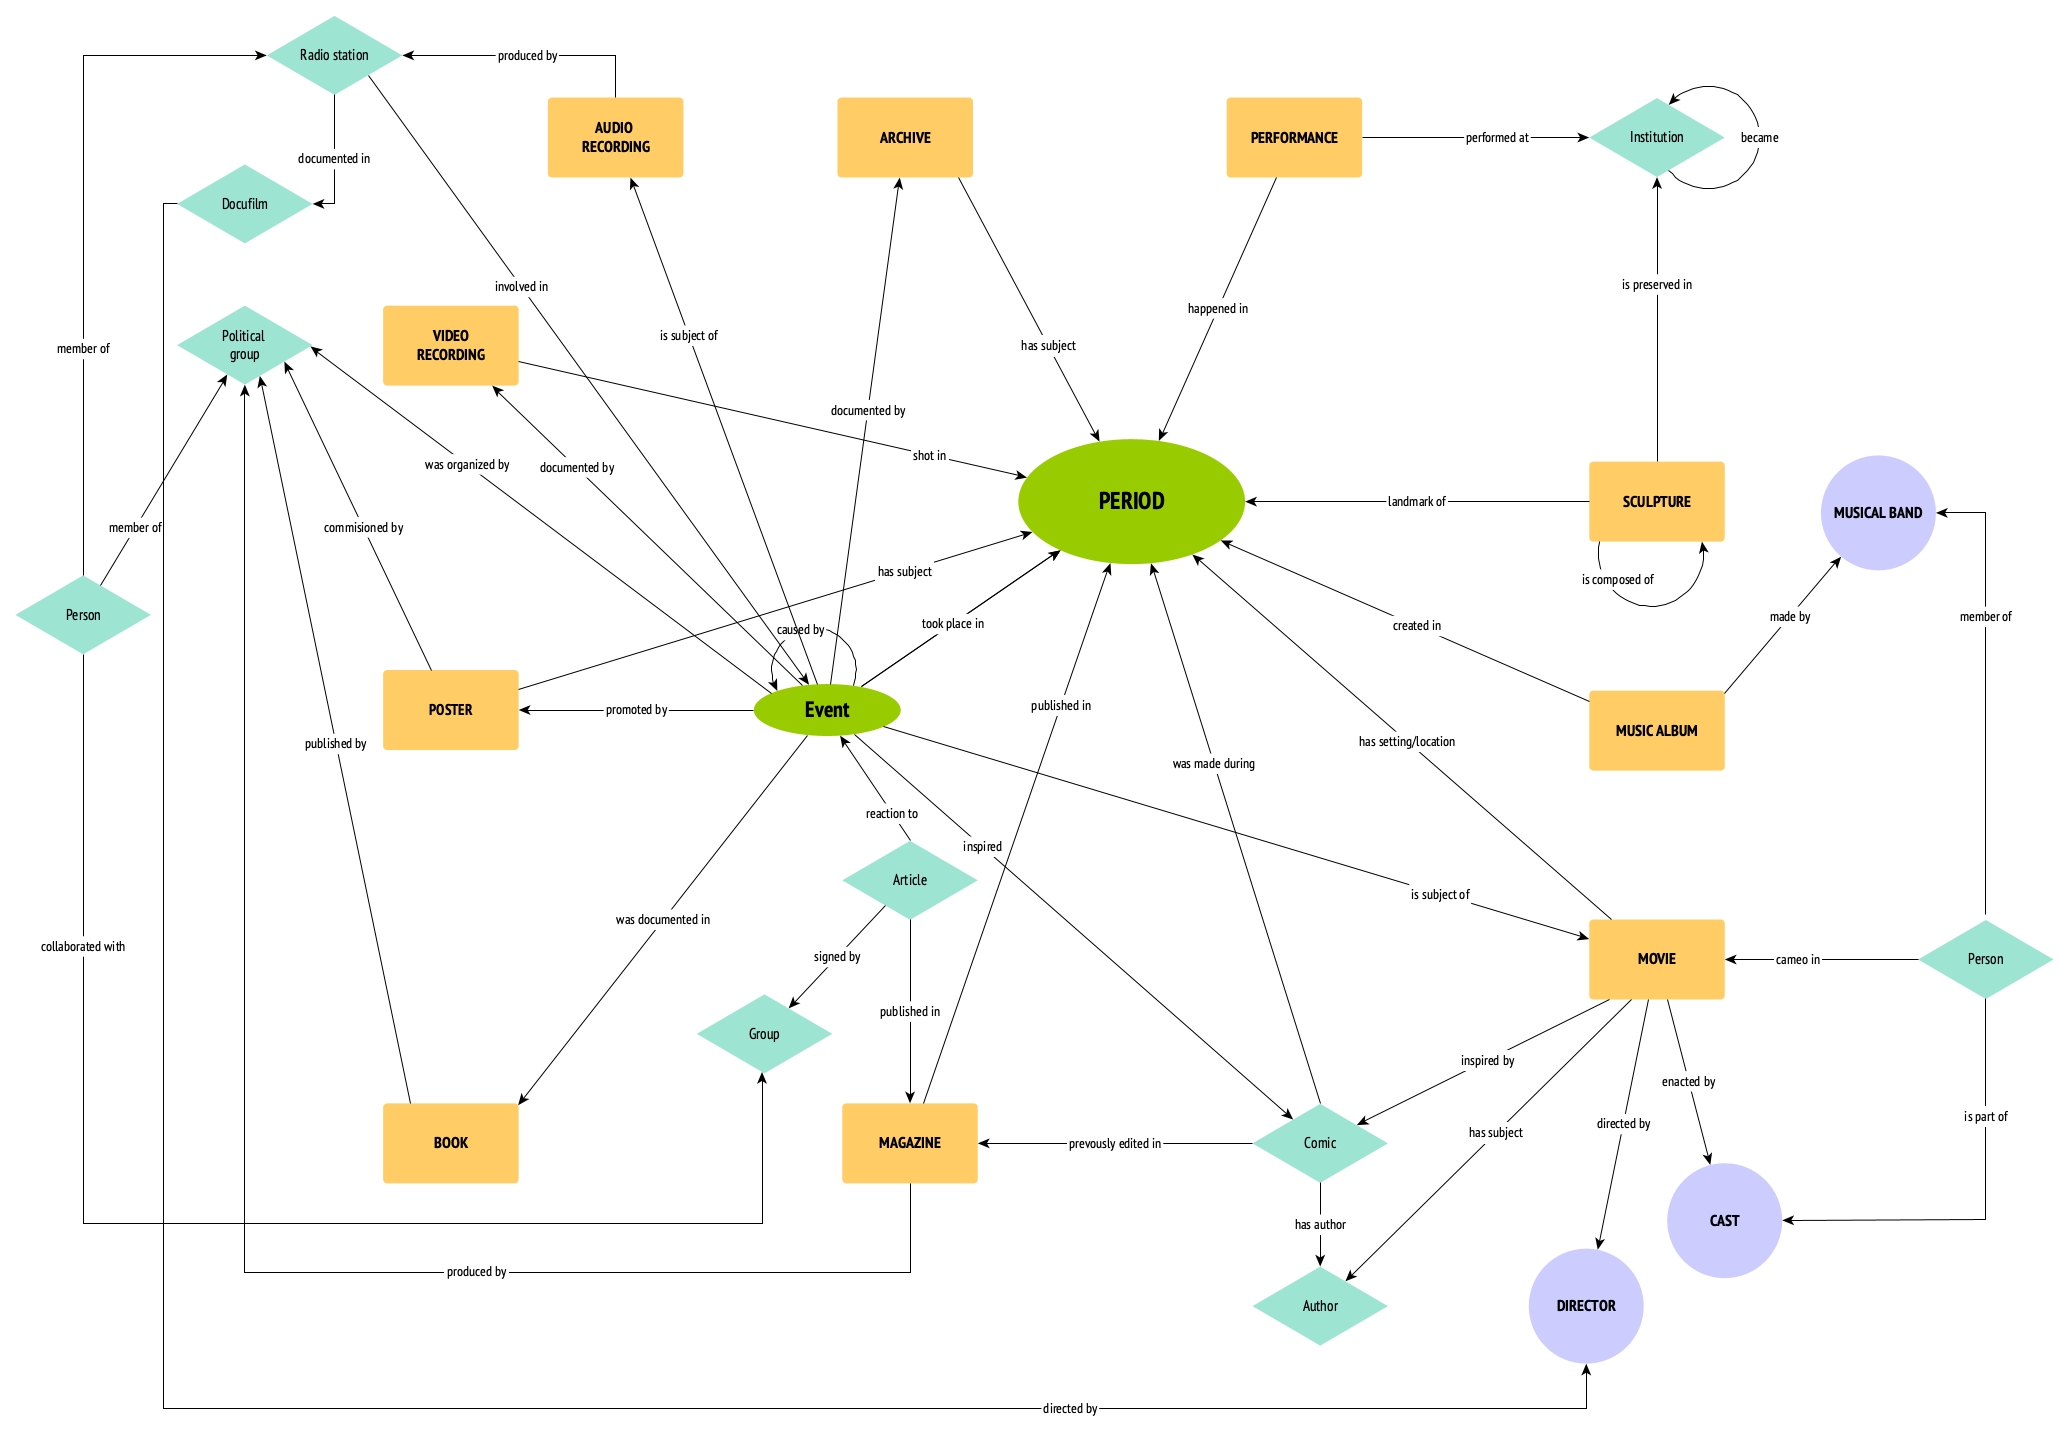 Radio station
produced by
AUDIO
RECORDING
ARCHIVE
PERFORMANCE
performed at
Institution
became
documented in
Docufilm
involved in
is preserved in
happened in
Political
group
VIDEO
RECORDING
is subject of
has subject
member of
documented by
was organized by
documented by
shot in
PERIOD
landmark of
SCULPTURE
MUSICAL BAND
member of
commisioned by
has subject
is composed of
Person
caused by
took place in
created in
made by
member of
POSTER
promoted by
Event
published in
MUSIC ALBUM
published by
has setting/location
was made during
reaction to
inspired
Article
is subject of
was documented in
collaborated with
signed by
MOVIE
cameo in
Person
published in
Group
inspired by
enacted by
BOOK
MAGAZINE
prevously edited in
Comic
has subject
directed by
is part of
has author
CAST
produced by
Author
DIRECTOR
directed by